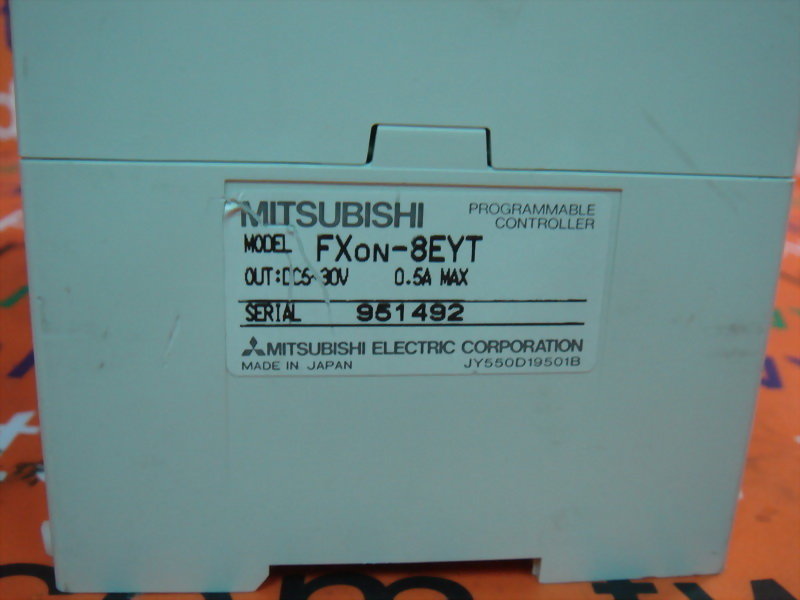 MITSUBISHI
PROGRAMMABLE
CONTROLLER
MODEL FXON-8EYT
OUT:DC5~30V 0.5A MAX
SERIAL 951492
MITSUBISHI ELECTRIC CORPORATION
MADE IN JAPAN JY550D19501B